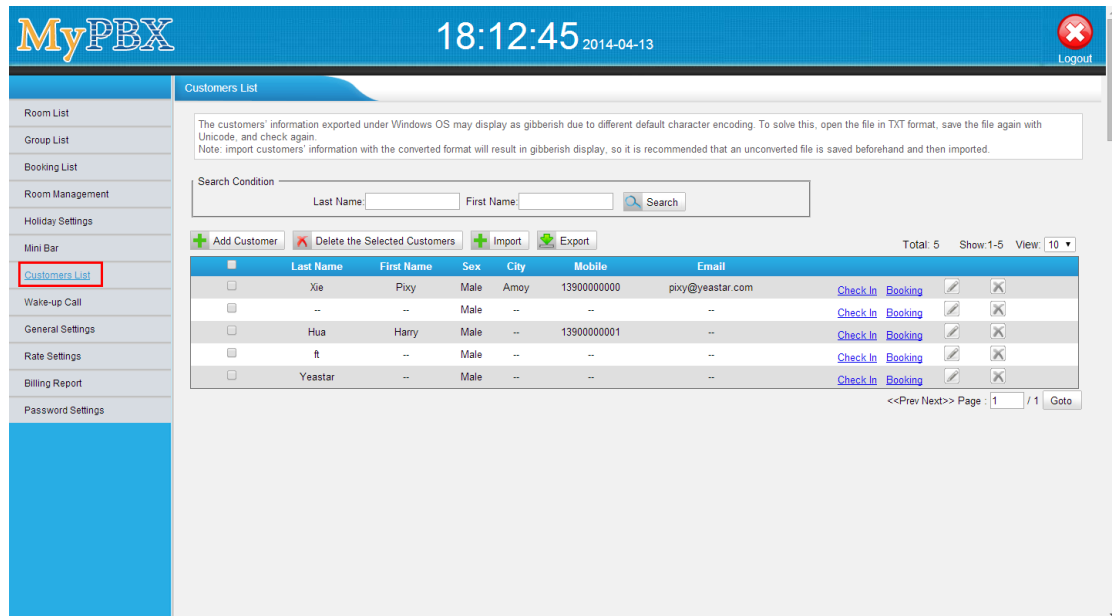 MyPBX
18:12:45 2014-04-13
Logout
Customers List
Room List
Group List
Booking List
Room Management
Holiday Settings
Mini Bar
Customers List
Wake-up Call
General Settings
Rate Settings
Billing Report
Password Settings
The customers' information exported under Windows OS may display as gibberish due to different default character encoding. To solve this, open the file in TXT format, save the file again with
Unicode, and check again.
Note: import customers' information with the converted format will result in gibberish display, so it is recommended that an unconverted file is saved beforehand and then imported.
Search Condition
Last Name: First Name: Search
Add Customer Delete the Selected Customers Import Export Total: 5 Show:1-5 View: 10
Last Name First Name Sex City Mobile Email
Xie Pixy Male Amoy 13900000000 pixy@yeastar.com Check In Booking
-- -- Male -- -- -- Check In Booking
Hua Harry Male -- 13900000001 -- Check In Booking
ft -- Male -- -- -- Check In Booking
Yeastar -- Male -- -- -- Check In Booking
<<Prev Next>> Page : 1 / 1 Goto